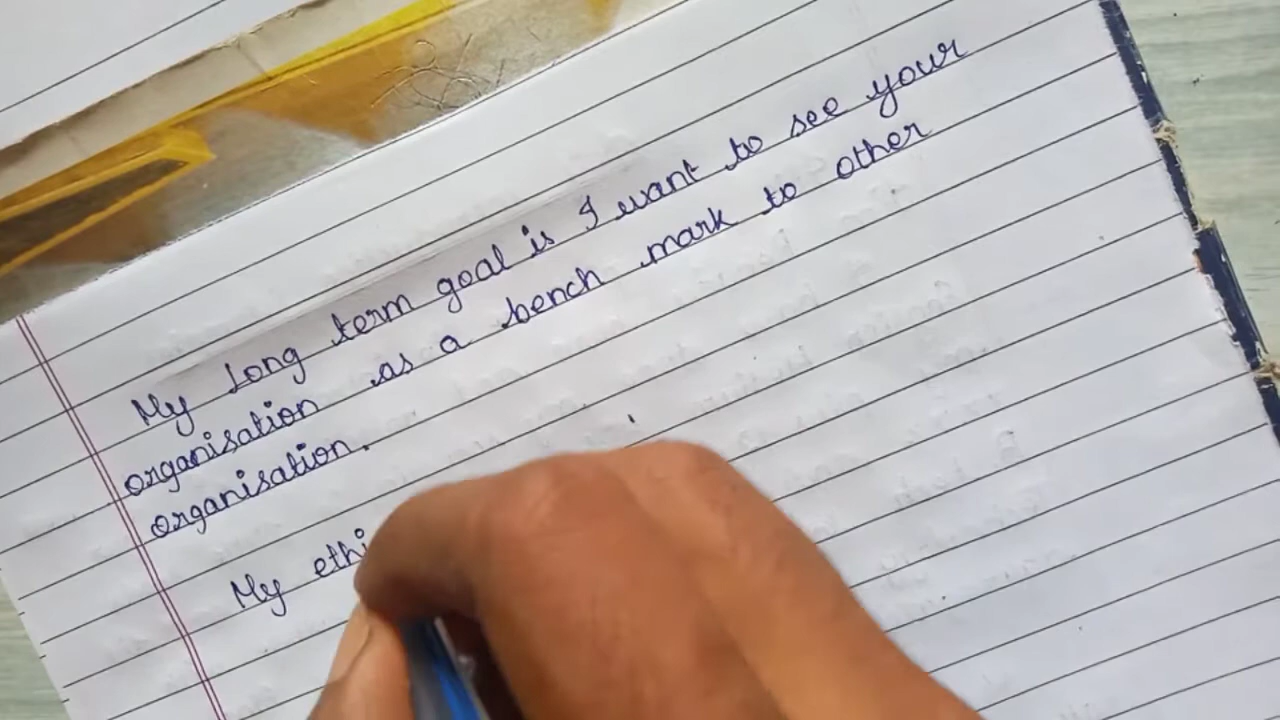 My Long term goal is I want to see your
organisation as a bench mark to other
organisation.
My ethi